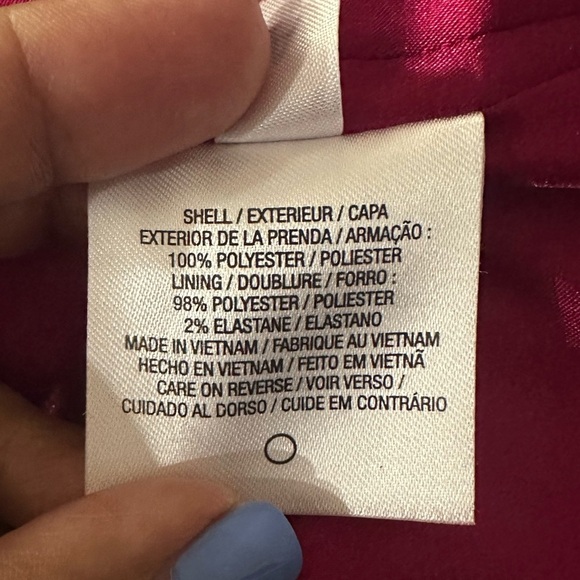 SHELL / EXTERIEUR / CAPA
EXTERIOR DE LA PRENDA / ARMAÇÃO :
100% POLYESTER / POLIESTER
LINING / DOUBLURE / FORRO :
98% POLYESTER / POLIESTER
2% ELASTANE / ELASTANO
MADE IN VIETNAM / FABRIQUE AU VIETNAM
HECHO EN VIETNAM / FEITO EM VIETNÃ
CARE ON REVERSE / VOIR VERSO /
CUIDADO AL DORSO / CUIDE EM CONTRÁRIO